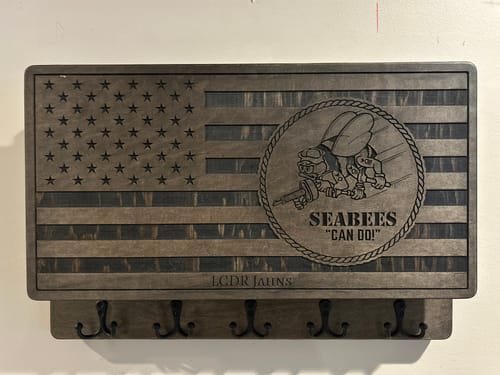 SEABEES
"CAN DO!"
LCDR JAHNS